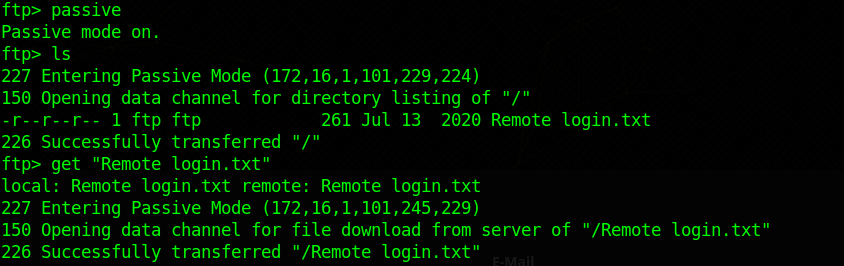 ftp> passive
Passive mode on.
ftp> ls
227 Entering Passive Mode (172,16,1,101,229,224)
150 Opening data channel for directory listing of "/"
-r--r--r-- 1 ftp ftp            261 Jul 13  2020 Remote login.txt
226 Successfully transferred "/"
ftp> get "Remote login.txt"
local: Remote login.txt remote: Remote login.txt
227 Entering Passive Mode (172,16,1,101,245,229)
150 Opening data channel for file download from server of "/Remote login.txt"
226 Successfully transferred "/Remote login.txt"
E-Mail